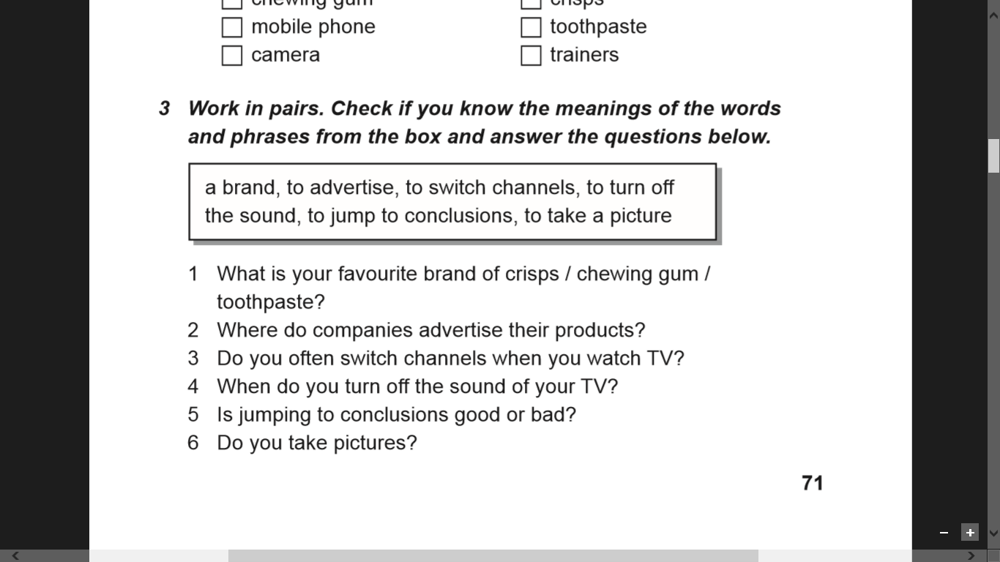 chewing gum crisps
mobile phone toothpaste
camera trainers
3 Work in pairs. Check if you know the meanings of the words
and phrases from the box and answer the questions below.
a brand, to advertise, to switch channels, to turn off
the sound, to jump to conclusions, to take a picture
1 What is your favourite brand of crisps / chewing gum /
toothpaste?
2 Where do companies advertise their products?
3 Do you often switch channels when you watch TV?
4 When do you turn off the sound of your TV?
5 Is jumping to conclusions good or bad?
6 Do you take pictures?
71